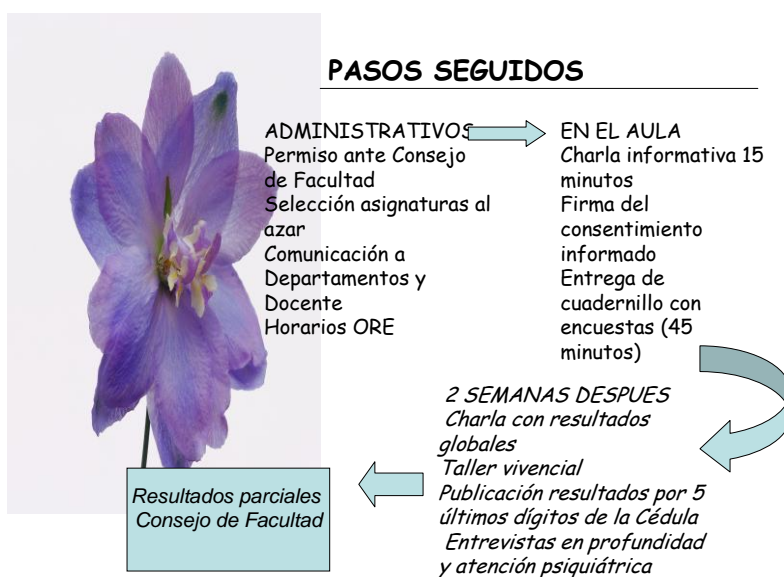 PASOS SEGUIDOS
ADMINISTRATIVOS
Permiso ante Consejo
de Facultad
Selección asignaturas al
azar
Comunicación a
Departamentos y
Docente
Horarios ORE
EN EL AULA
Charla informativa 15
minutos
Firma del
consentimiento
informado
Entrega de
cuadernillo con
encuestas (45
minutos)
2 SEMANAS DESPUES
Charla con resultados
globales
Taller vivencial
Publicación resultados por 5
últimos dígitos de la Cédula
Entrevistas en profundidad
y atención psiquiátrica
Resultados parciales
Consejo de Facultad